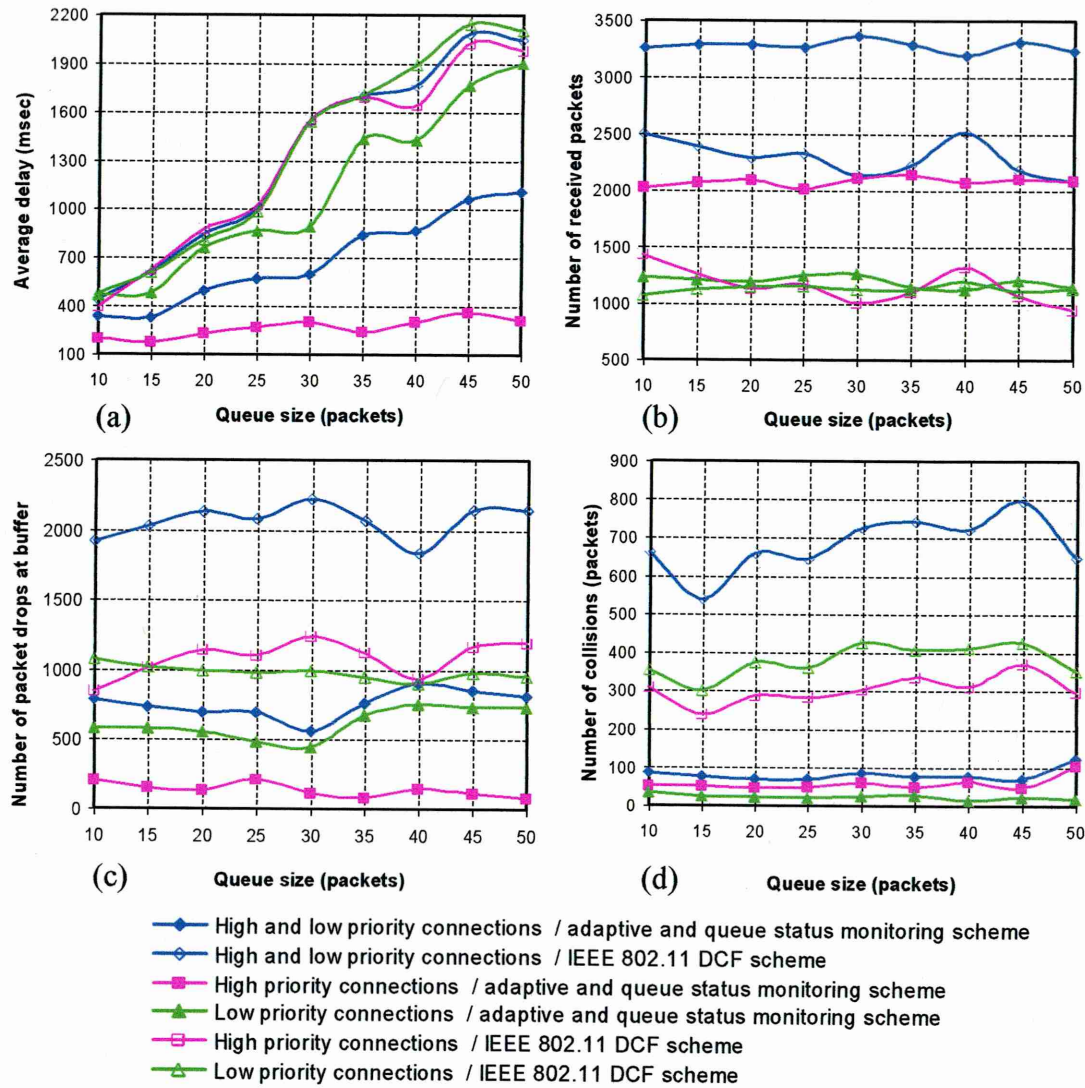 2200
1900
1600
1300
1000
700
400
100
Average delay (msec)
10 15 20 25 30 35 40 45 50
(a) Queue size (packets)
3500
3000
2500
2000
1500
1000
500
Number of received packets
10 15 20 25 30 35 40 45 50
(b) Queue size (packets)
2500
2000
1500
1000
500
0
Number of packet drops at buffer
10 15 20 25 30 35 40 45 50
(c) Queue size (packets)
900
800
700
600
500
400
300
200
100
0
Number of collisions (packets)
10 15 20 25 30 35 40 45 50
(d) Queue size (packets)
High and low priority connections / adaptive and queue status monitoring scheme
High and low priority connections / IEEE 802.11 DCF scheme
High priority connections / adaptive and queue status monitoring scheme
Low priority connections / adaptive and queue status monitoring scheme
High priority connections / IEEE 802.11 DCF scheme
Low priority connections / IEEE 802.11 DCF scheme